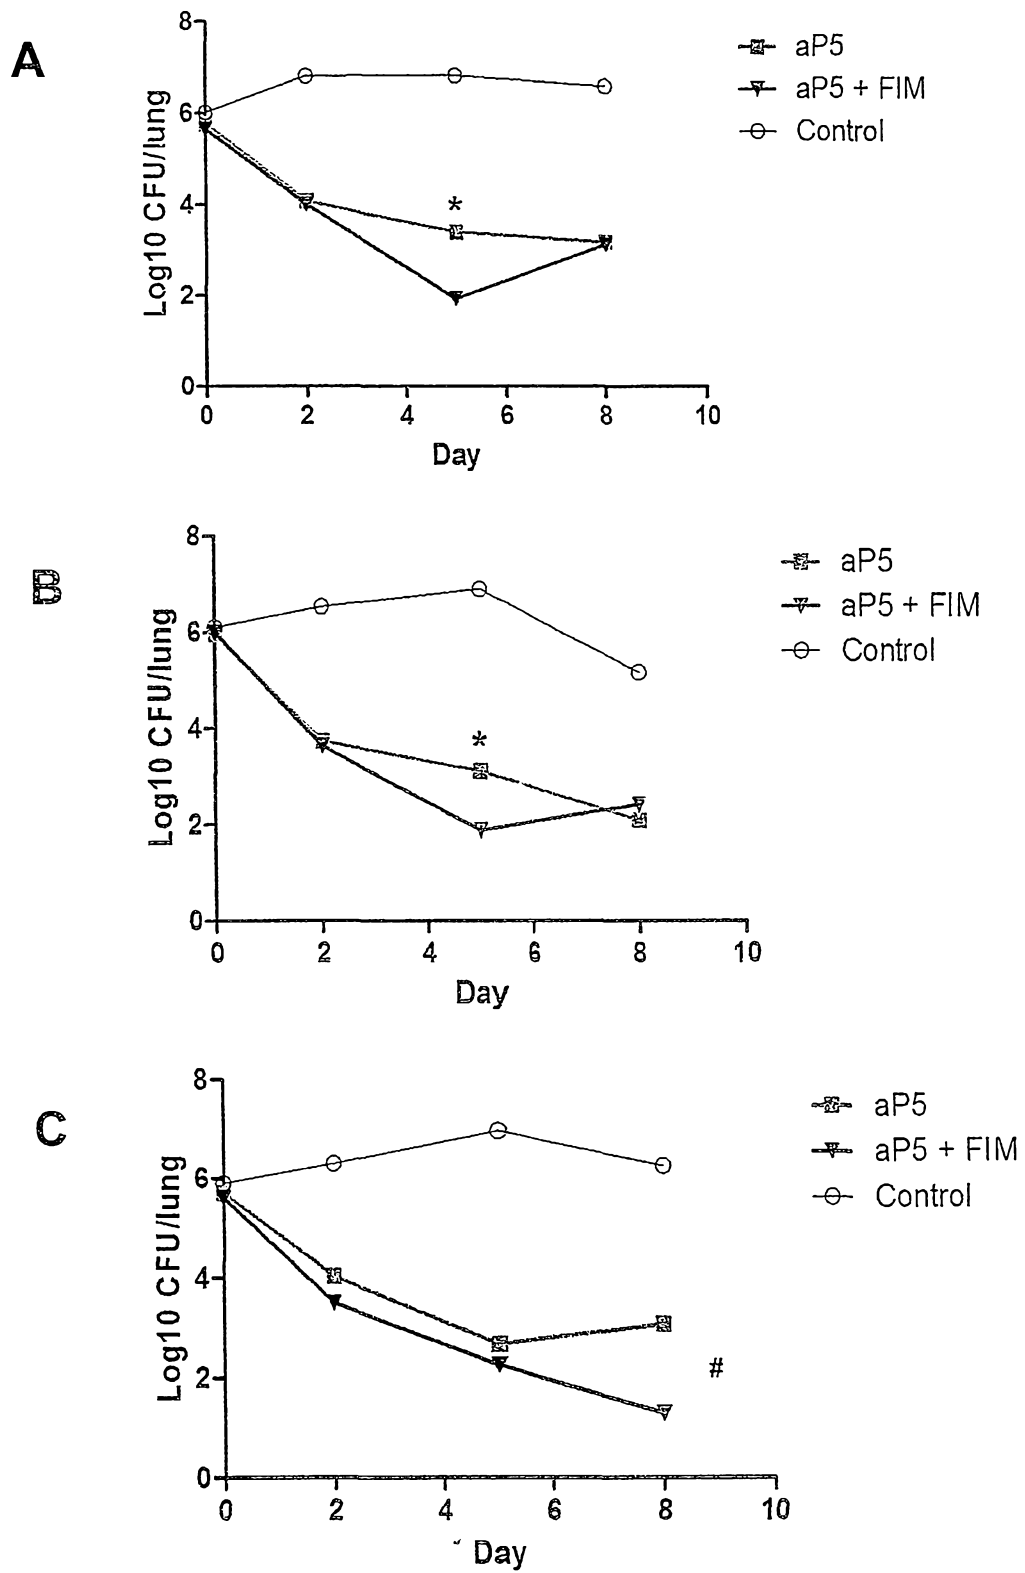 A
Log10 CFU/lung
8
6
4
2
0
0 2 4 6 8 10
Day
*
aP5
aP5 + FIM
Control
B
Log10 CFU/lung
8
6
4
2
0
0 2 4 6 8 10
Day
*
aP5
aP5 + FIM
Control
C
Log10 CFU/lung
8
6
4
2
0
0 2 4 6 8 10
Day
#
aP5
aP5 + FIM
Control